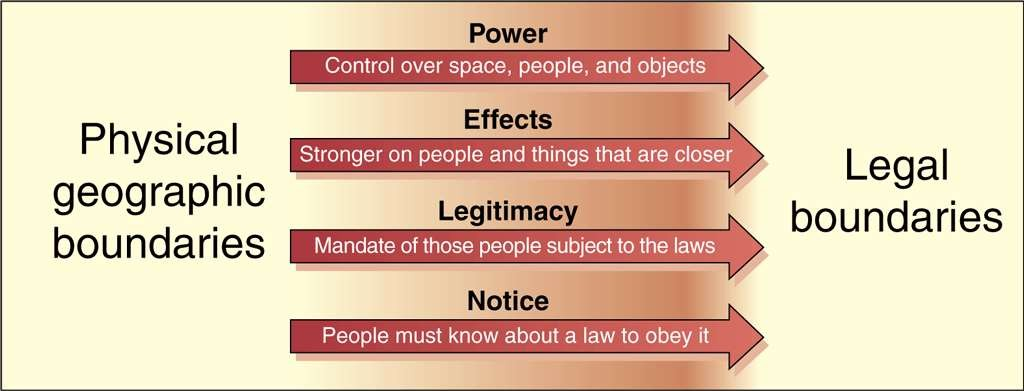 Physical
geographic
boundaries
Power
Control over space, people, and objects
Effects
Stronger on people and things that are closer
Legitimacy
Mandate of those people subject to the laws
Notice
People must know about a law to obey it
Legal
boundaries